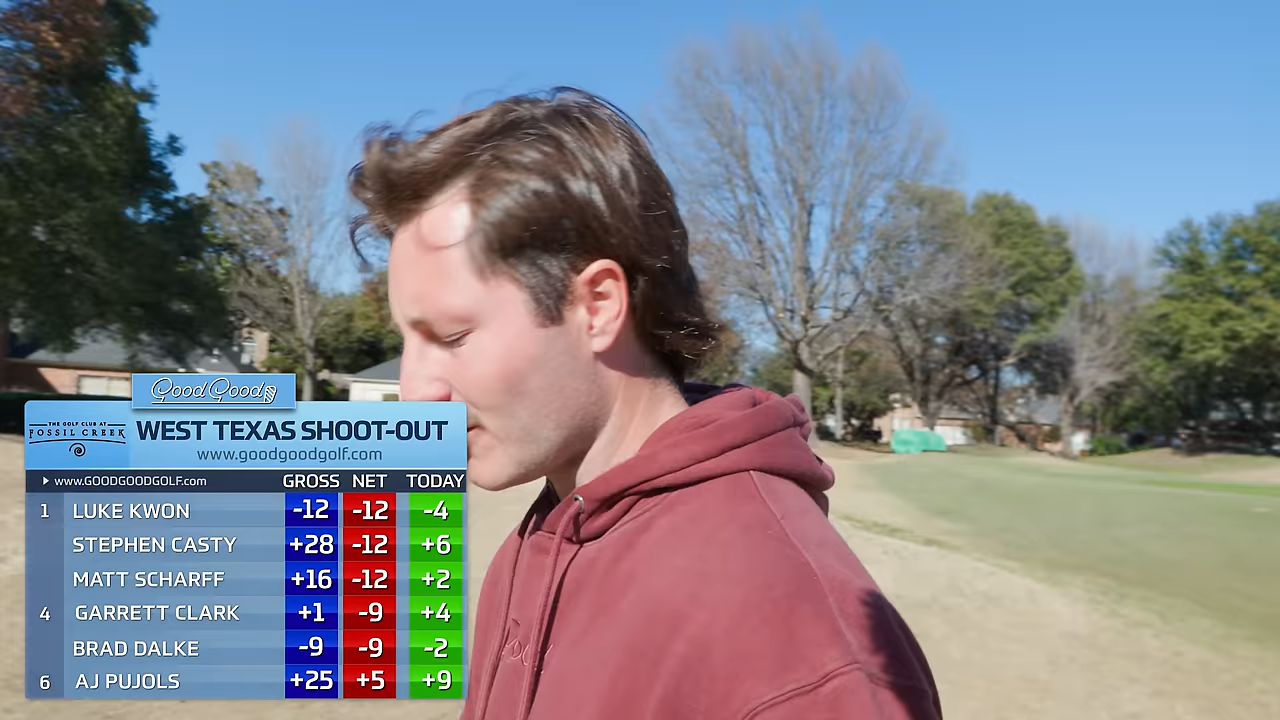 Good Good
THE GOLF CLUB AT
FOSSIL CREEK
WEST TEXAS SHOOT-OUT
www.goodgoodgolf.com
www.GOODGOODGOLF.com GROSS NET TODAY
1 LUKE KWON -12 -12 -4
STEPHEN CASTY +28 -12 +6
MATT SCHARFF +16 -12 +2
4 GARRETT CLARK +1 -9 +4
BRAD DALKE -9 -9 -2
6 AJ PUJOLS +25 +5 +9